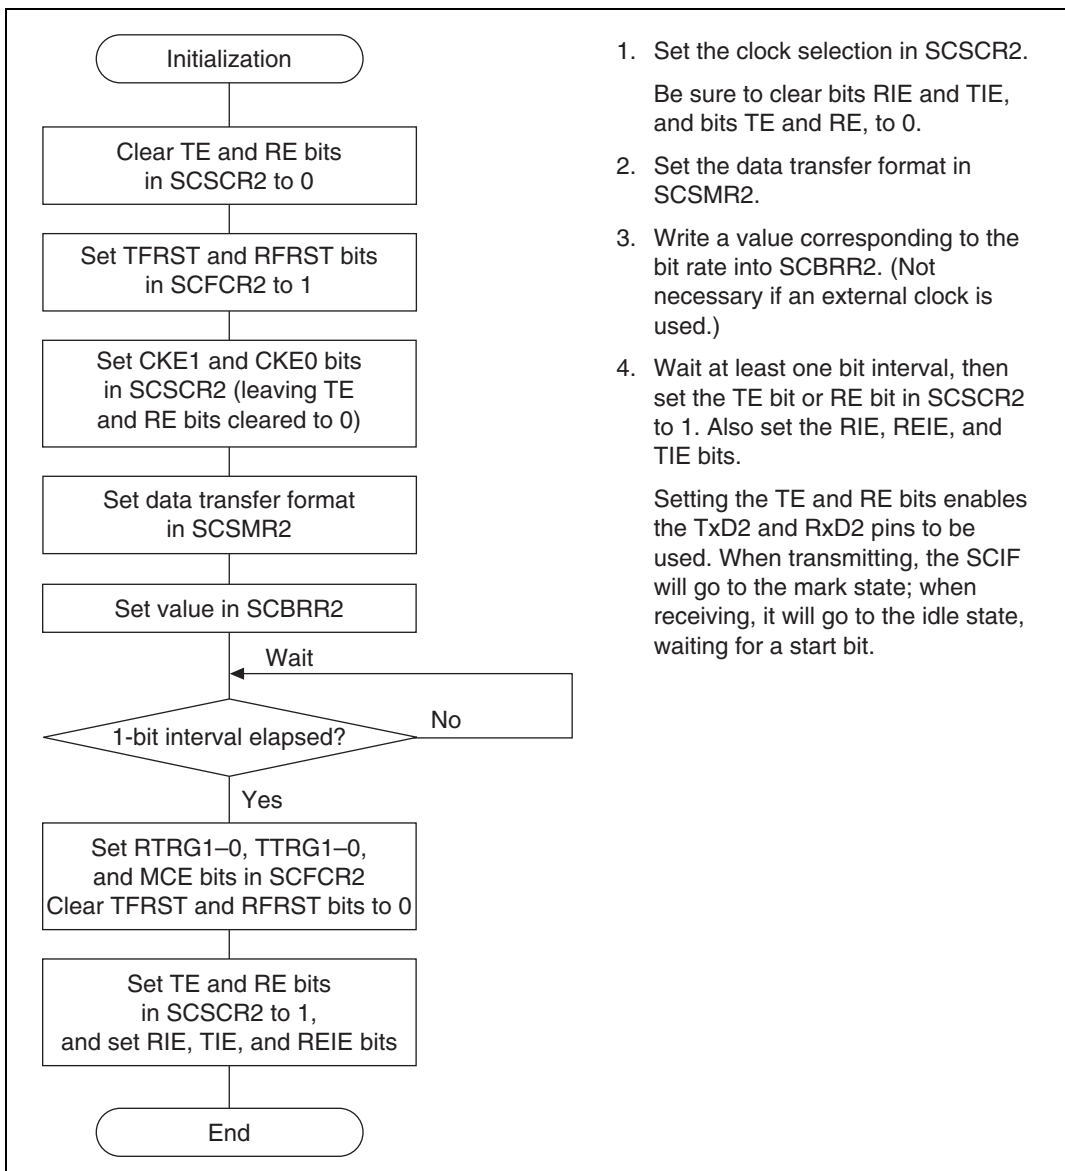 Initialization
Clear TE and RE bits
in SCSCR2 to 0
Set TFRST and RFRST bits
in SCFCR2 to 1
Set CKE1 and CKE0 bits
in SCSCR2 (leaving TE
and RE bits cleared to 0)
Set data transfer format
in SCSMR2
Set value in SCBRR2
Wait
1-bit interval elapsed?
No
Yes
Set RTRG1–0, TTRG1–0,
and MCE bits in SCFCR2
Clear TFRST and RFRST bits to 0
Set TE and RE bits
in SCSCR2 to 1,
and set RIE, TIE, and REIE bits
End
1. Set the clock selection in SCSCR2.
Be sure to clear bits RIE and TIE,
and bits TE and RE, to 0.
2. Set the data transfer format in
SCSMR2.
3. Write a value corresponding to the
bit rate into SCBRR2. (Not
necessary if an external clock is
used.)
4. Wait at least one bit interval, then
set the TE bit or RE bit in SCSCR2
to 1. Also set the RIE, REIE, and
TIE bits.
Setting the TE and RE bits enables
the TxD2 and RxD2 pins to be
used. When transmitting, the SCIF
will go to the mark state; when
receiving, it will go to the idle state,
waiting for a start bit.